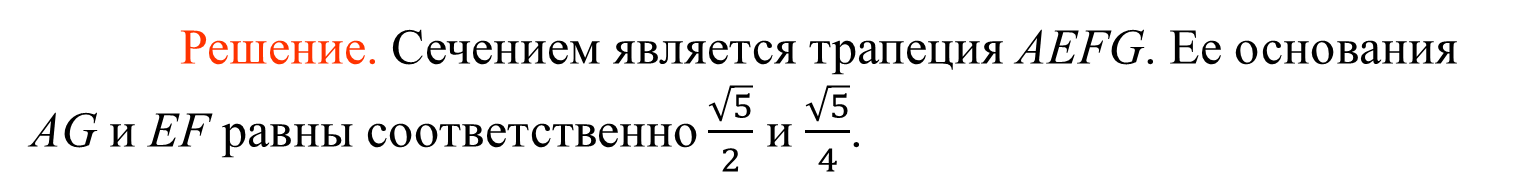 Решение. Сечением является трапеция AEFG. Ее основания
AG и EF равны соответственно √5/2 и √5/4.